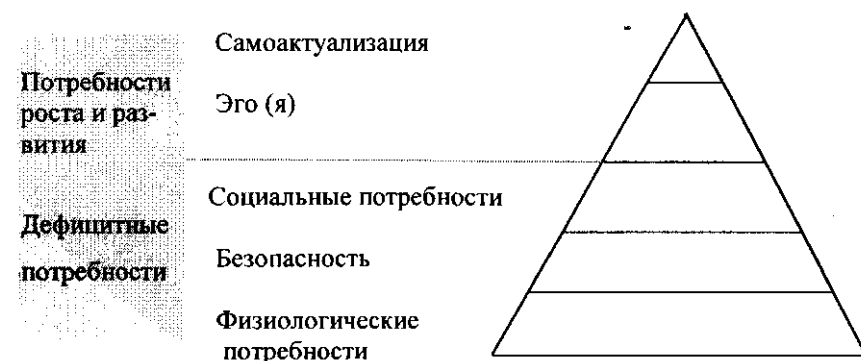 Самоактуализация
Потребности
роста и раз-
вития
Эго (я)
Социальные потребности
Дефицитные
потребности
Безопасность
Физиологические
потребности